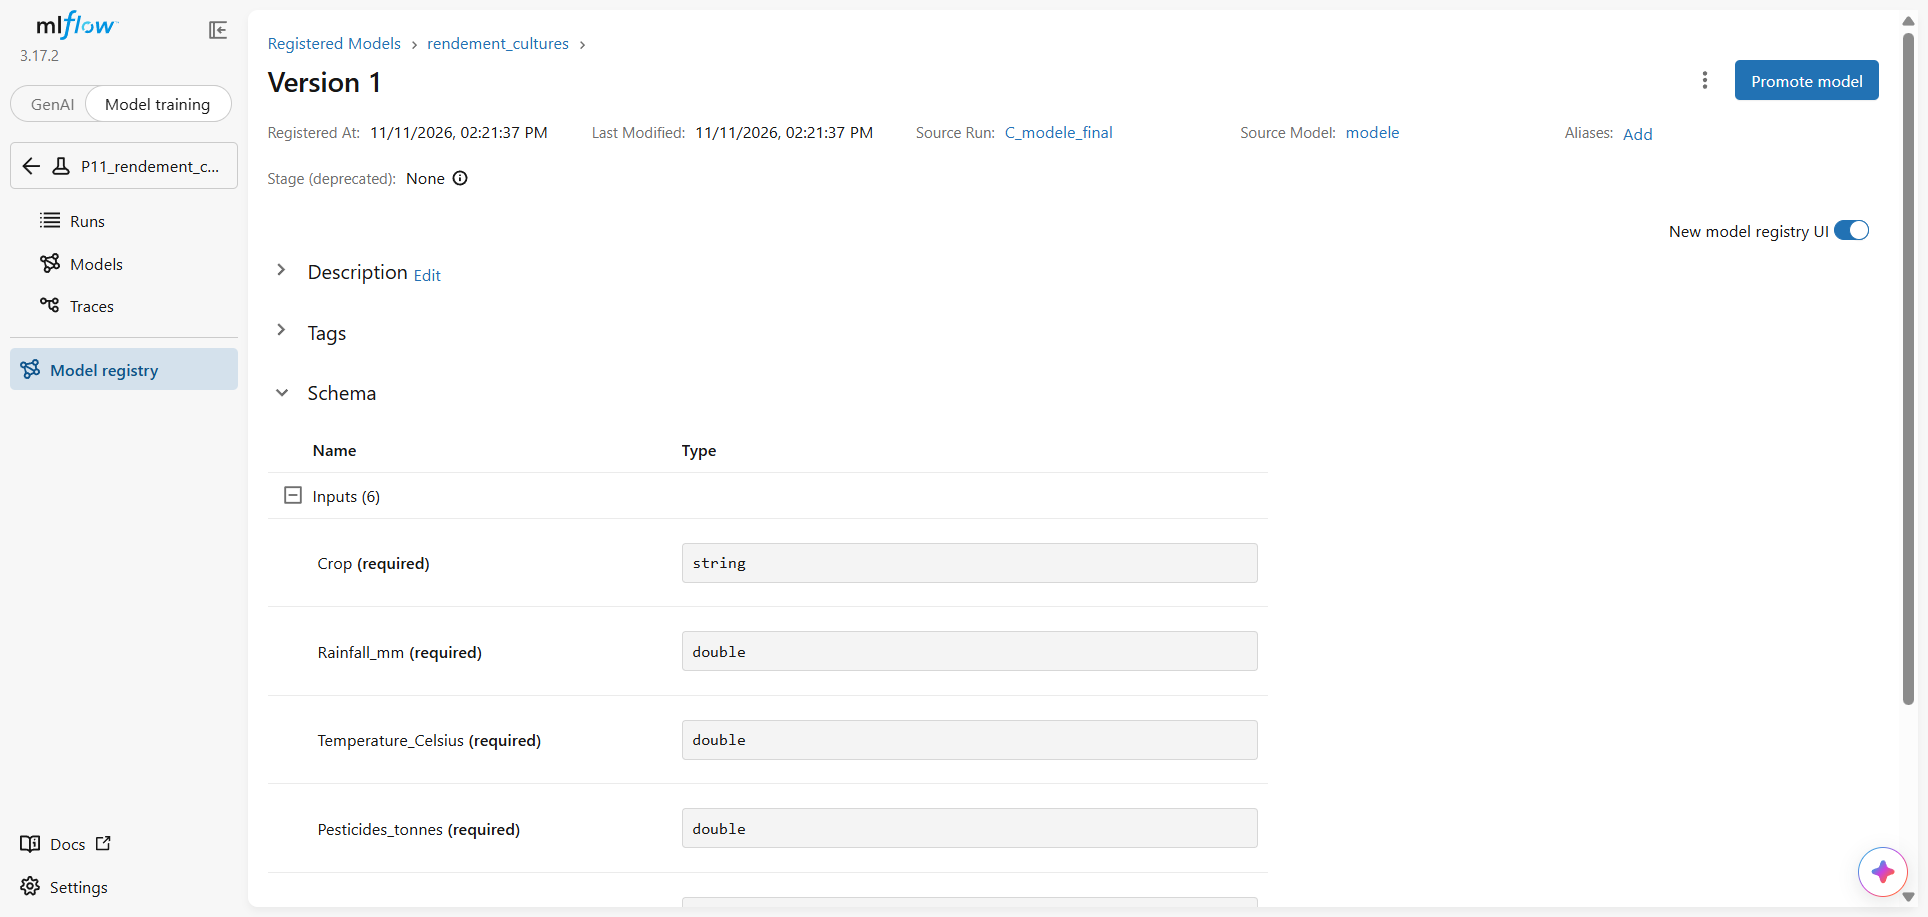 mlflow
3.17.2
GenAI Model training
P11_rendement_c...
Runs
Models
Traces
Model registry
Docs
Settings
Registered Models > rendement_cultures >
Version 1
Promote model
Registered At: 11/11/2026, 02:21:37 PM Last Modified: 11/11/2026, 02:21:37 PM Source Run: C_modele_final Source Model: modele Aliases: Add
Stage (deprecated): None
New model registry UI
Description Edit
Tags
Schema
Name Type
Inputs (6)
Crop (required) string
Rainfall_mm (required) double
Temperature_Celsius (required) double
Pesticides_tonnes (required) double